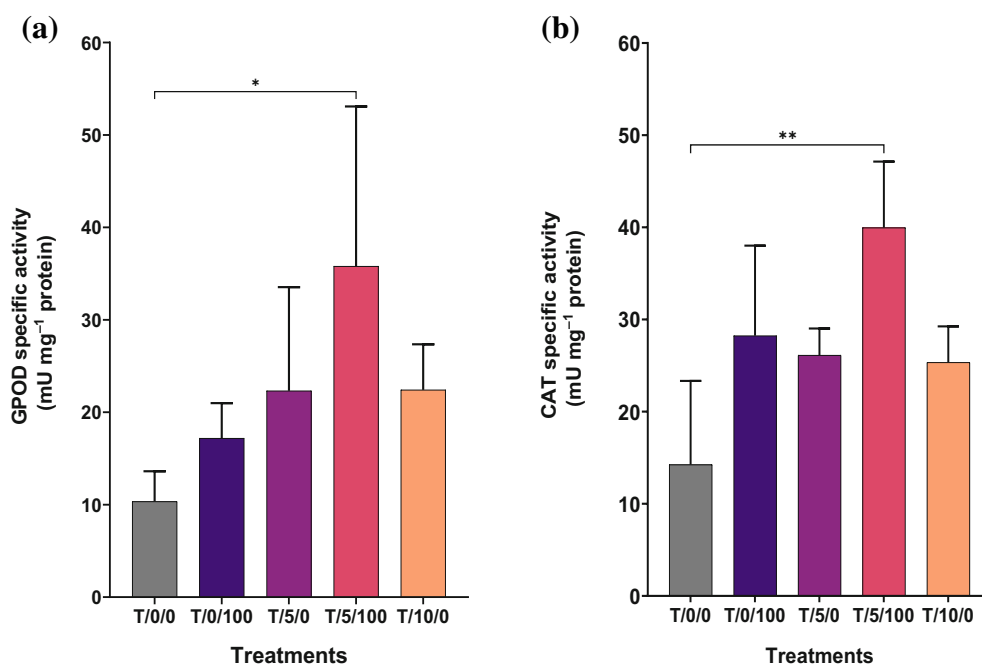 (a)
60
50
40
30
20
10
0
GPOD specific activity
(mU mg⁻¹ protein)
*
T/0/0 T/0/100 T/5/0 T/5/100 T/10/0
Treatments
(b)
60
50
40
30
20
10
0
CAT specific activity
(mU mg⁻¹ protein)
**
T/0/0 T/0/100 T/5/0 T/5/100 T/10/0
Treatments